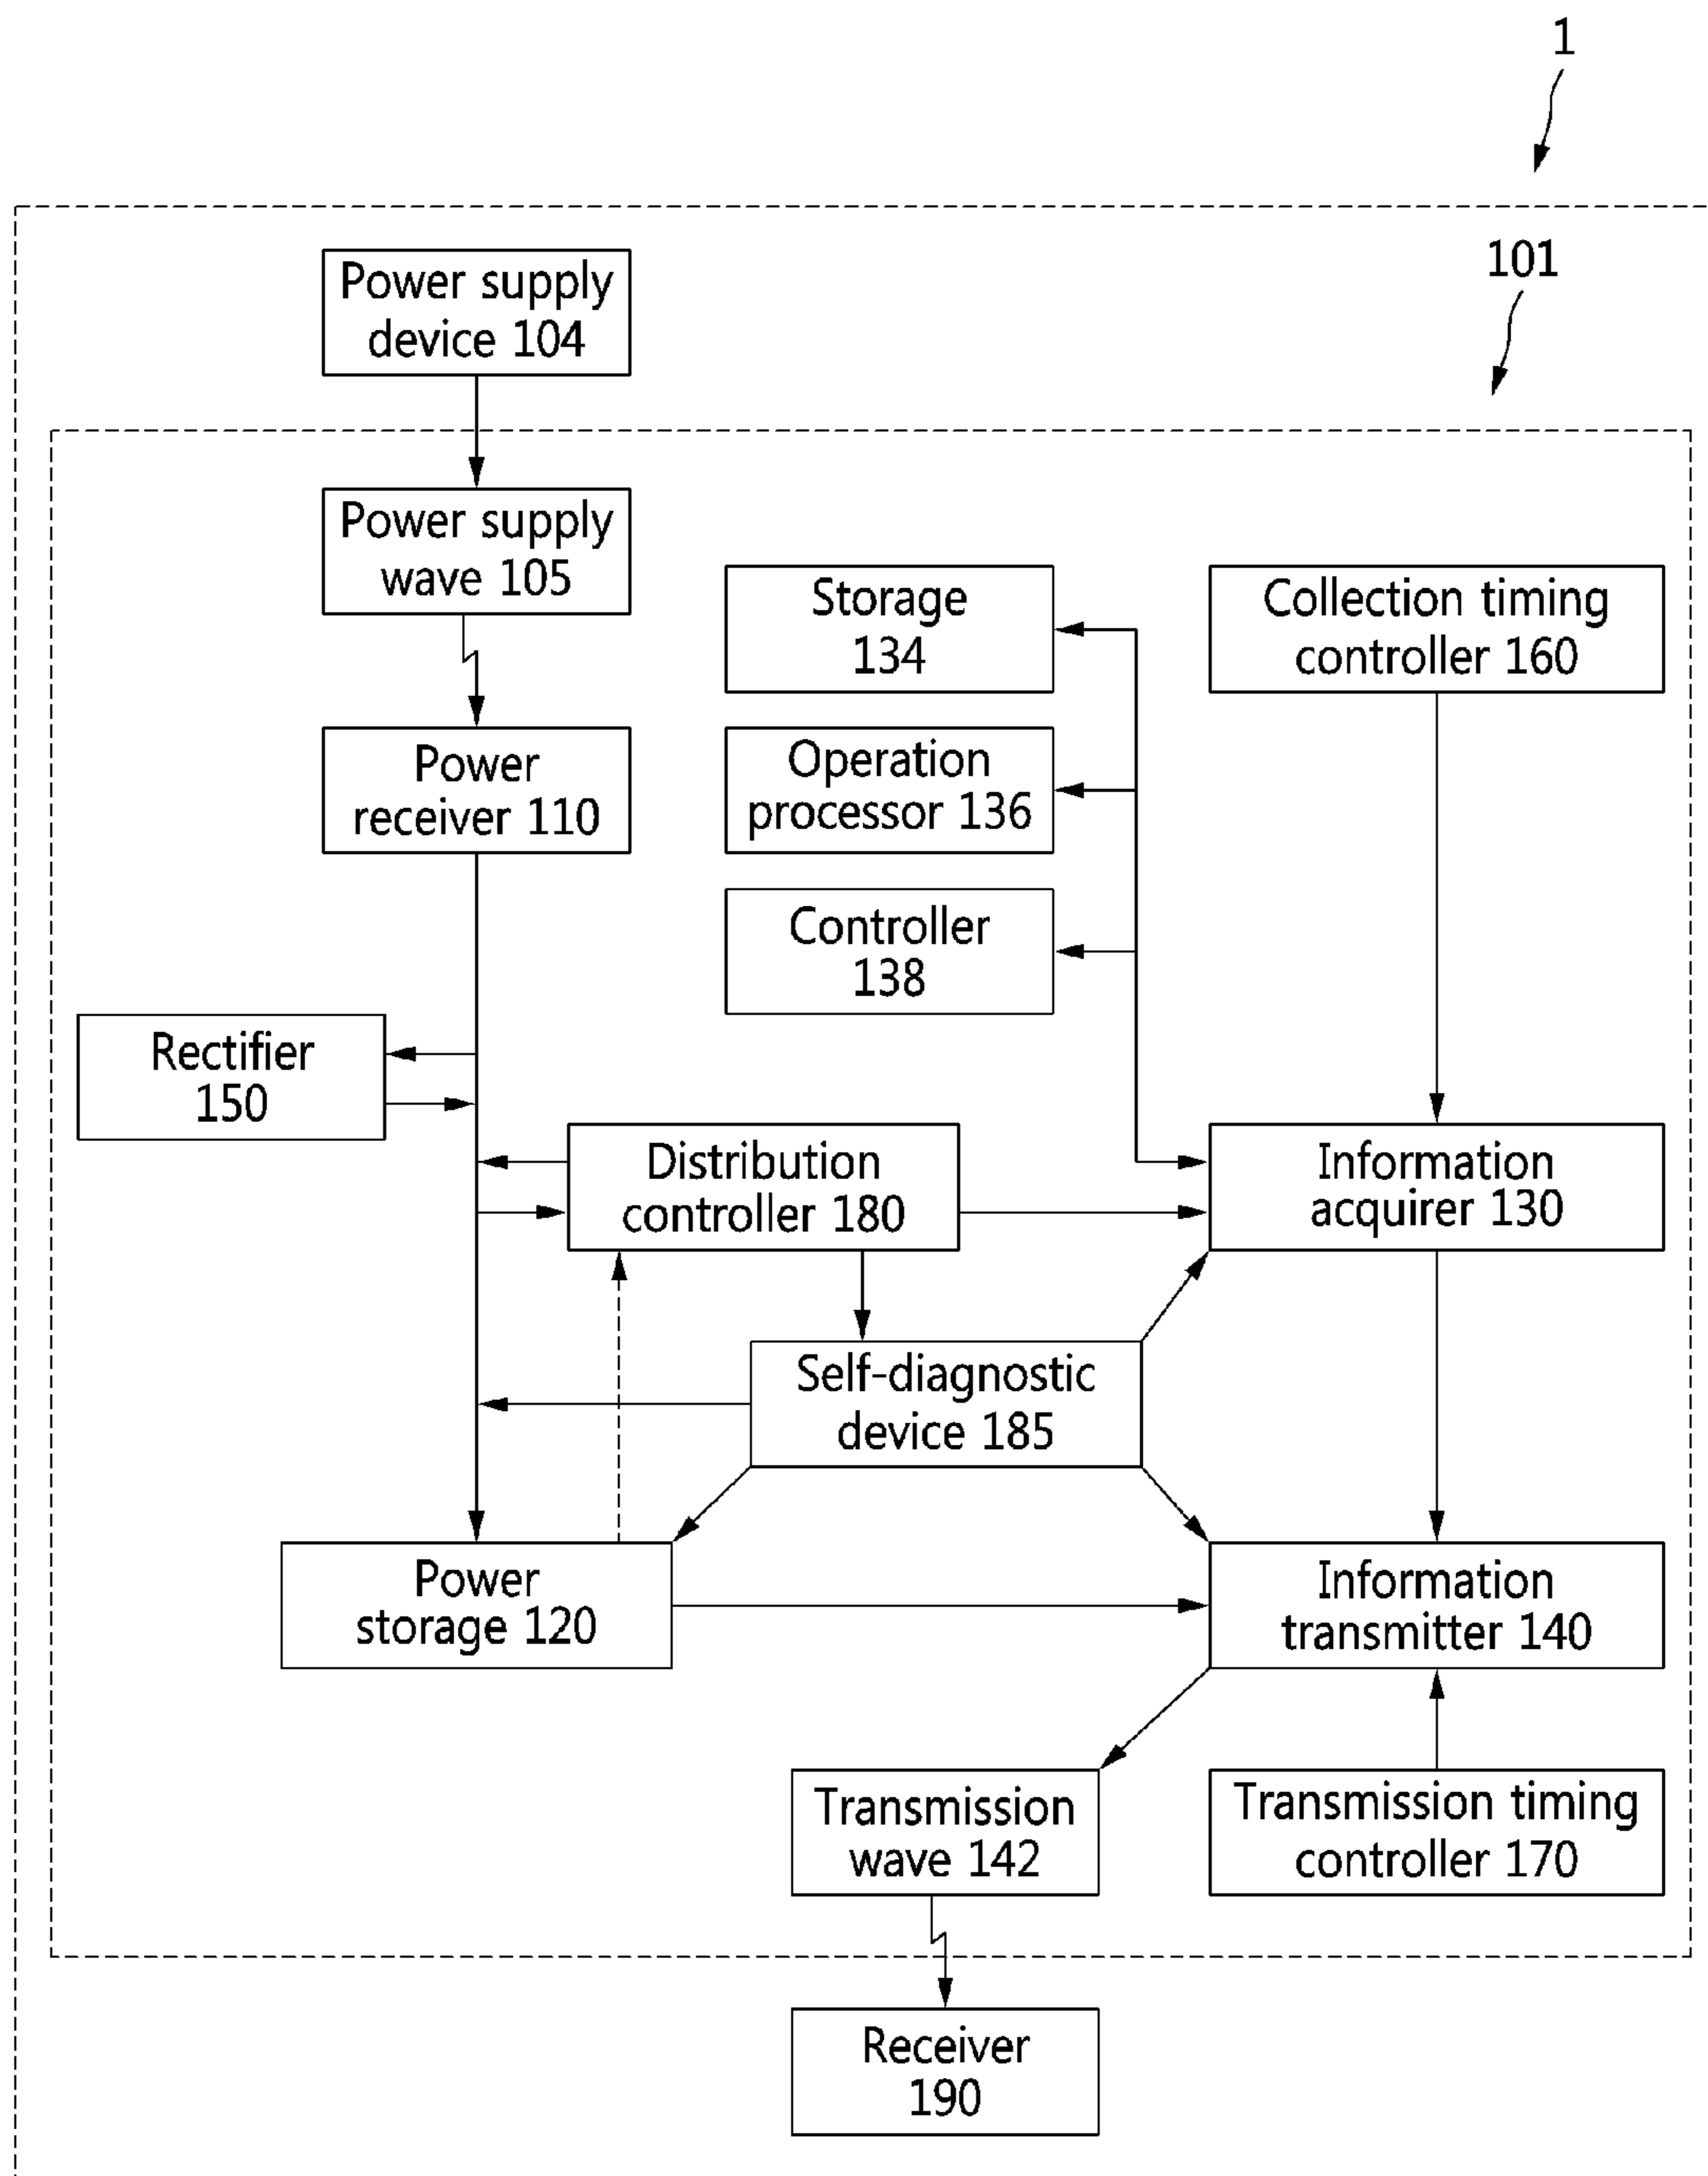 1
101
Power supply
device 104
Power supply
wave 105
Storage
134
Collection timing
controller 160
Power
receiver 110
Operation
processor 136
Controller
138
Rectifier
150
Distribution
controller 180
Information
acquirer 130
Self-diagnostic
device 185
Power
storage 120
Information
transmitter 140
Transmission
wave 142
Transmission timing
controller 170
Receiver
190